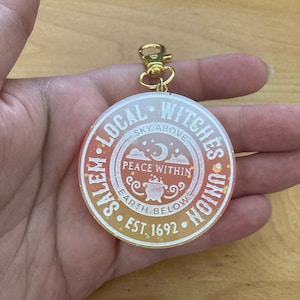 SALEM • LOCAL • WITCHES • UNION
• EST. 1692 •
SKY ABOVE
PEACE WITHIN
EARTH BELOW